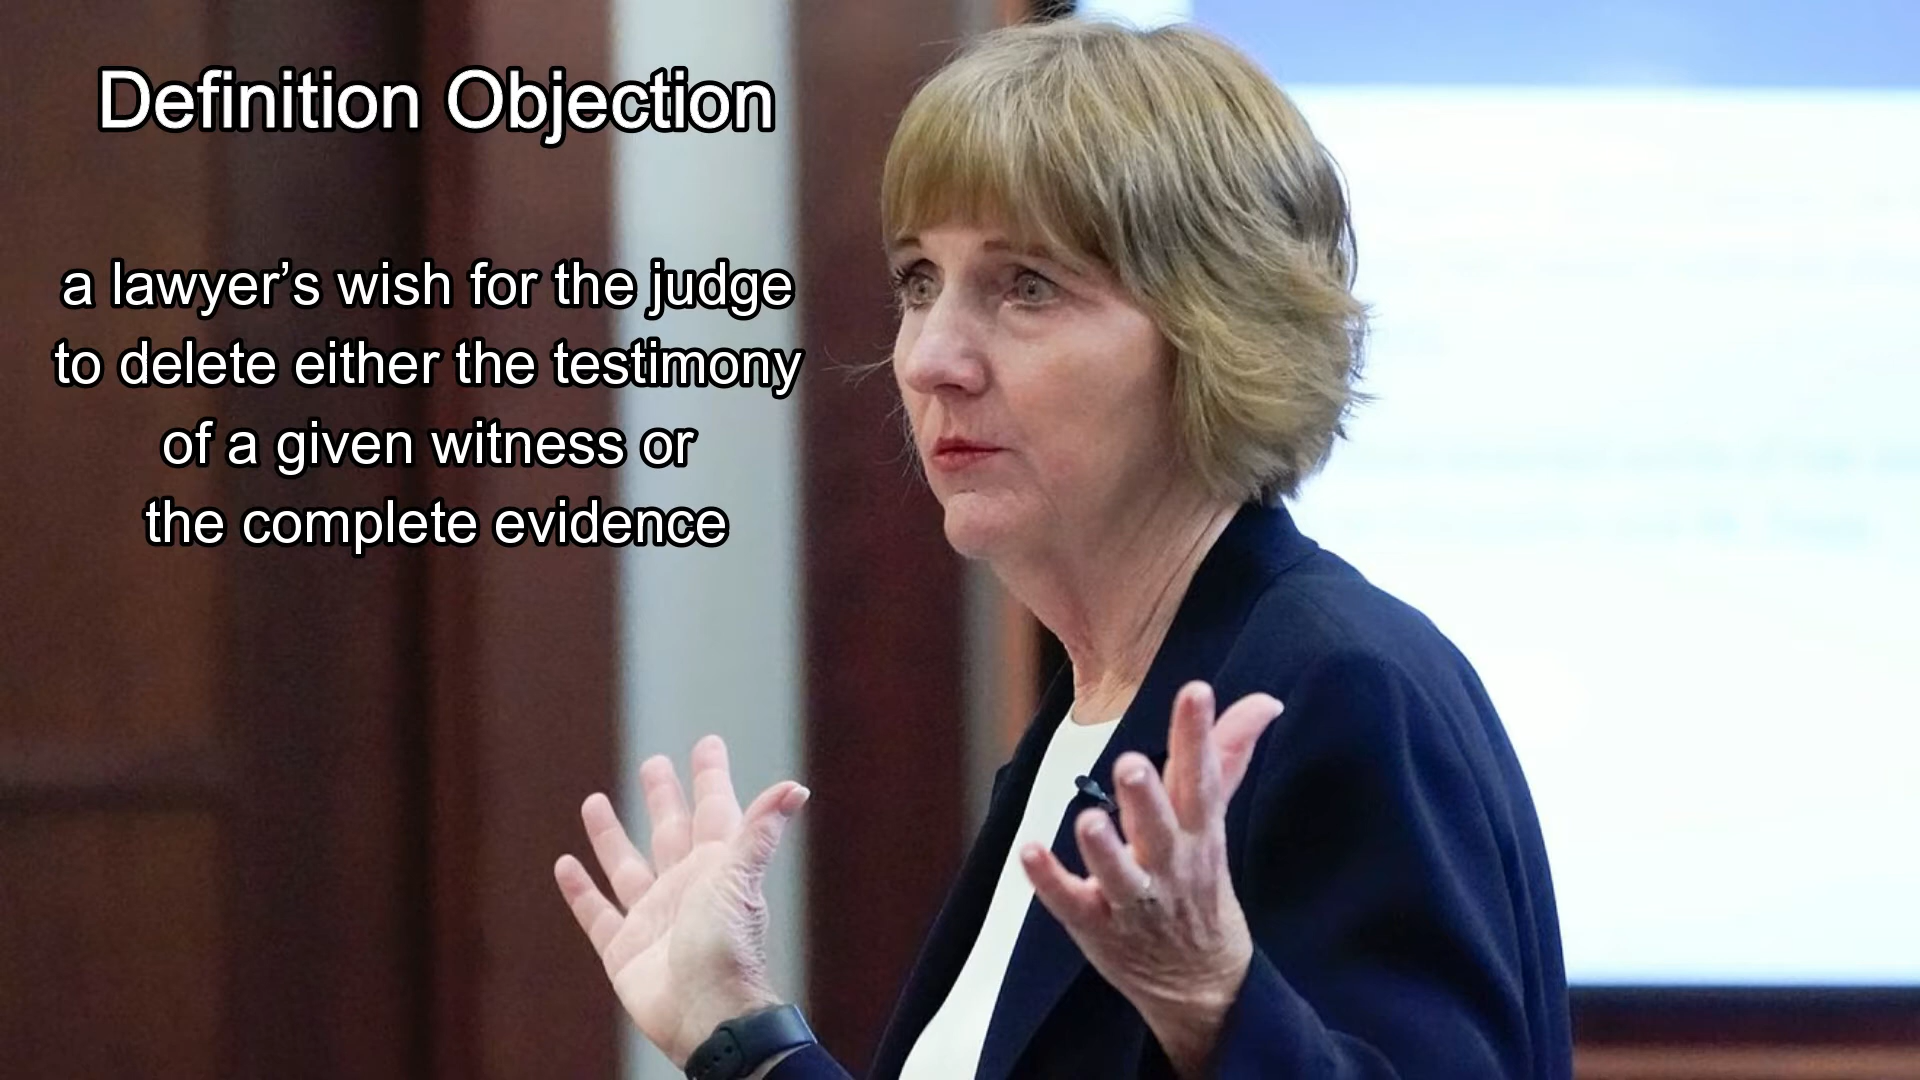 Definition Objection
a lawyer’s wish for the judge
to delete either the testimony
of a given witness or
the complete evidence